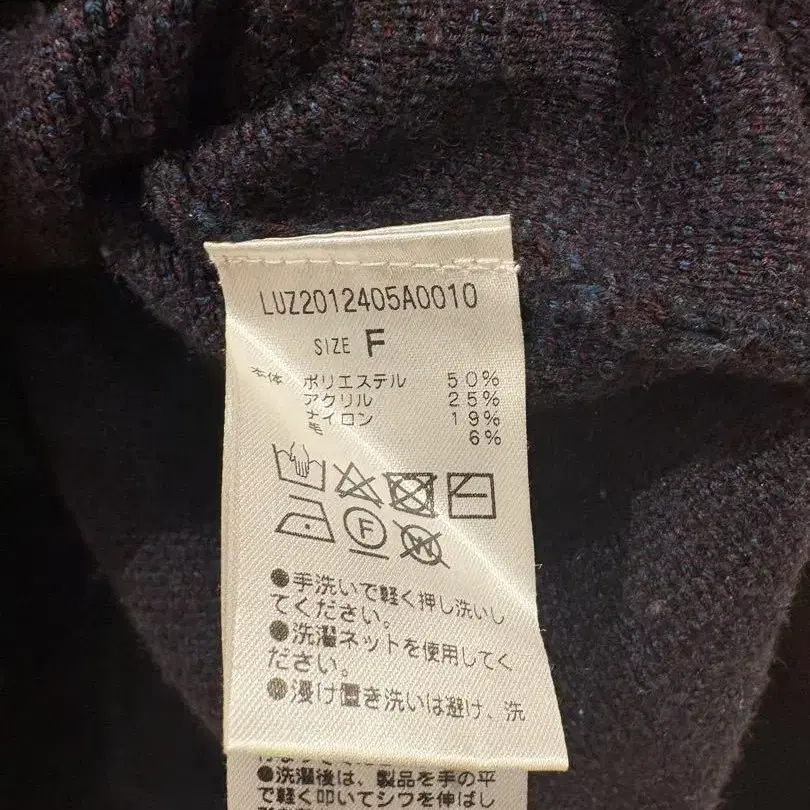 LUZ2012405A0010
SIZE F
本体 ポリエステル 50%
アクリル 25%
ナイロン 19%
毛 6%
F
W
●手洗いで軽く押し洗いし
てください。
●洗濯ネットを使用してく
ださい。
●浸け置き洗いは避け、洗
●洗濯後は、製品を手の平
で軽く叩いてシワを伸ばし